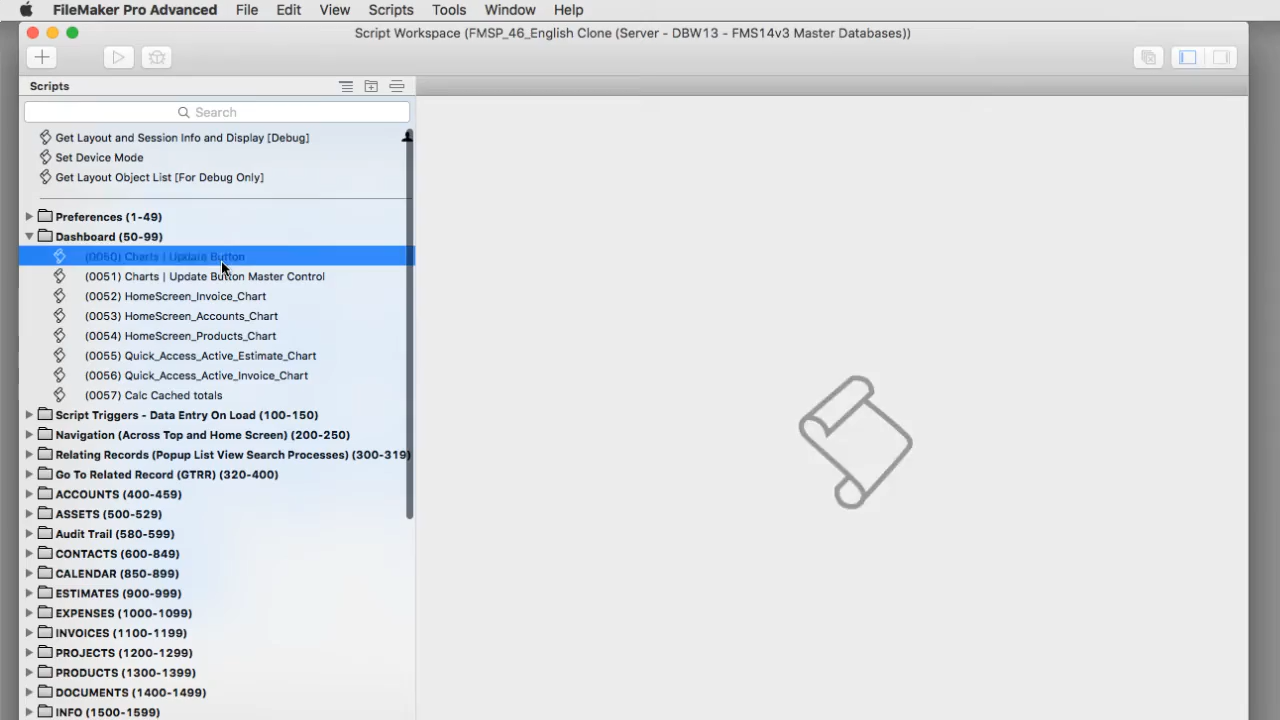 FileMaker Pro Advanced File Edit View Scripts Tools Window Help
Script Workspace (FMSP_46_English Clone (Server - DBW13 - FMS14v3 Master Databases))
Scripts
Search
Get Layout and Session Info and Display [Debug]
Set Device Mode
Get Layout Object List [For Debug Only]
Preferences (1-49)
Dashboard (50-99)
(0050) Charts | Update Button
(0051) Charts | Update Button Master Control
(0052) HomeScreen_Invoice_Chart
(0053) HomeScreen_Accounts_Chart
(0054) HomeScreen_Products_Chart
(0055) Quick_Access_Active_Estimate_Chart
(0056) Quick_Access_Active_Invoice_Chart
(0057) Calc Cached totals
Script Triggers - Data Entry On Load (100-150)
Navigation (Across Top and Home Screen) (200-250)
Relating Records (Popup List View Search Processes) (300-319)
Go To Related Record (GTRR) (320-400)
ACCOUNTS (400-459)
ASSETS (500-529)
Audit Trail (580-599)
CONTACTS (600-849)
CALENDAR (850-899)
ESTIMATES (900-999)
EXPENSES (1000-1099)
INVOICES (1100-1199)
PROJECTS (1200-1299)
PRODUCTS (1300-1399)
DOCUMENTS (1400-1499)
INFO (1500-1599)